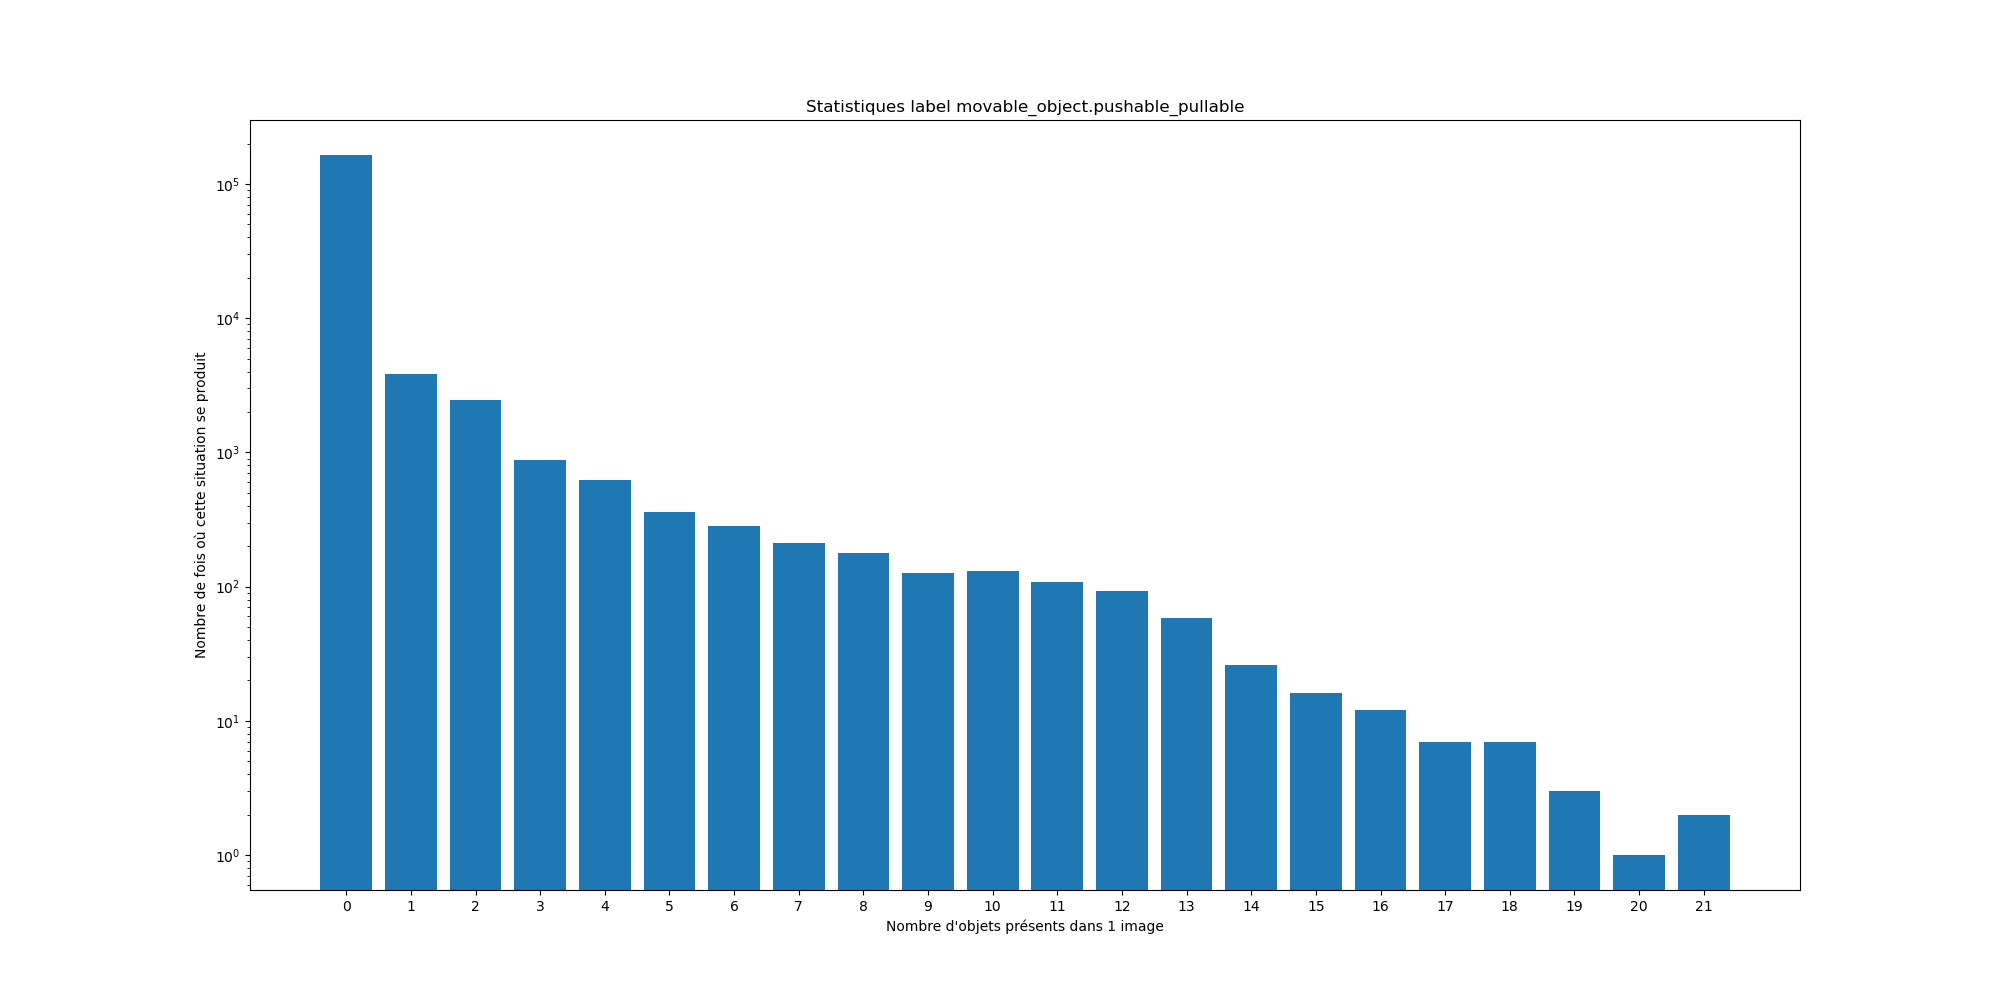 Statistiques label movable_object.pushable_pullable
Nombre de fois où cette situation se produit
10^5
10^4
10^3
10^2
10^1
10^0
0 1 2 3 4 5 6 7 8 9 10 11 12 13 14 15 16 17 18 19 20 21
Nombre d'objets présents dans 1 image